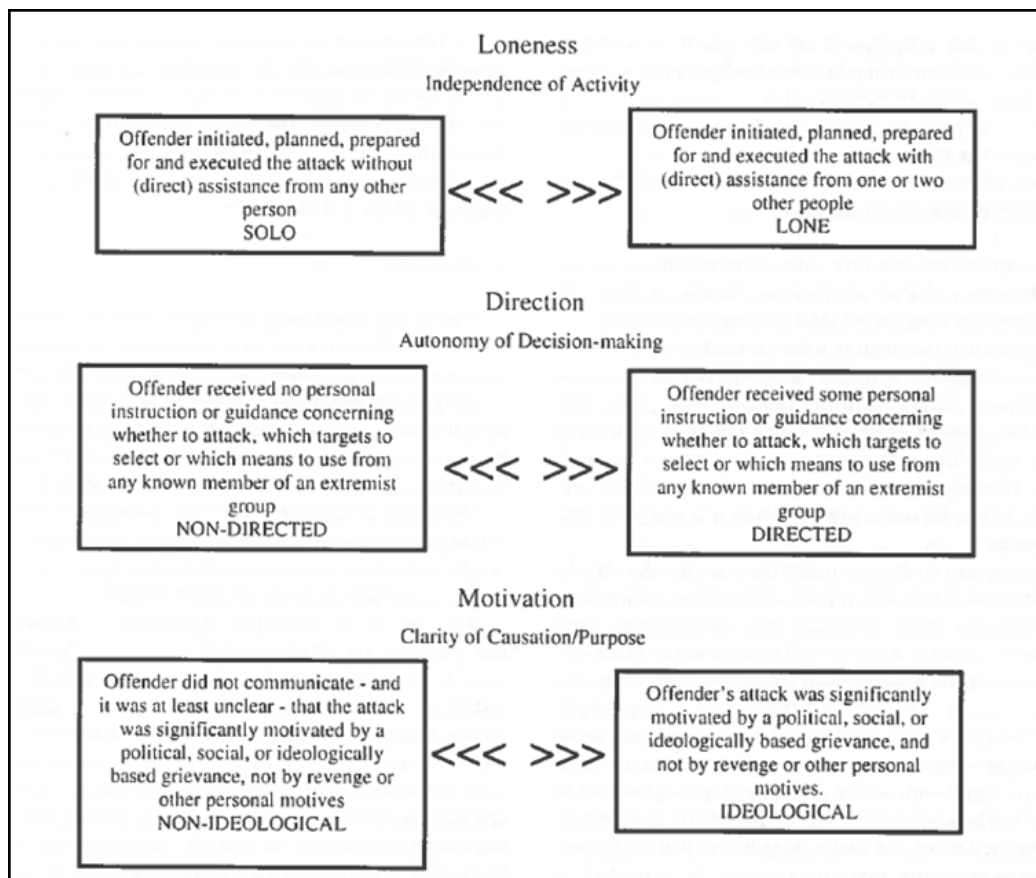 Loneness
Independence of Activity
Offender initiated, planned, prepared
for and executed the attack without
(direct) assistance from any other
person
SOLO
<<< >>>
Offender initiated, planned, prepared
for and executed the attack with
(direct) assistance from one or two
other people
LONE
Direction
Autonomy of Decision-making
Offender received no personal
instruction or guidance concerning
whether to attack, which targets to
select or which means to use from
any known member of an extremist
group
NON-DIRECTED
<<< >>>
Offender received some personal
instruction or guidance concerning
whether to attack, which targets to
select or which means to use from
any known member of an extremist
group
DIRECTED
Motivation
Clarity of Causation/Purpose
Offender did not communicate - and
it was at least unclear - that the attack
was significantly motivated by a
political, social, or ideologically
based grievance, not by revenge or
other personal motives
NON-IDEOLOGICAL
<<< >>>
Offender's attack was significantly
motivated by a political, social, or
ideologically based grievance, and
not by revenge or other personal
motives.
IDEOLOGICAL